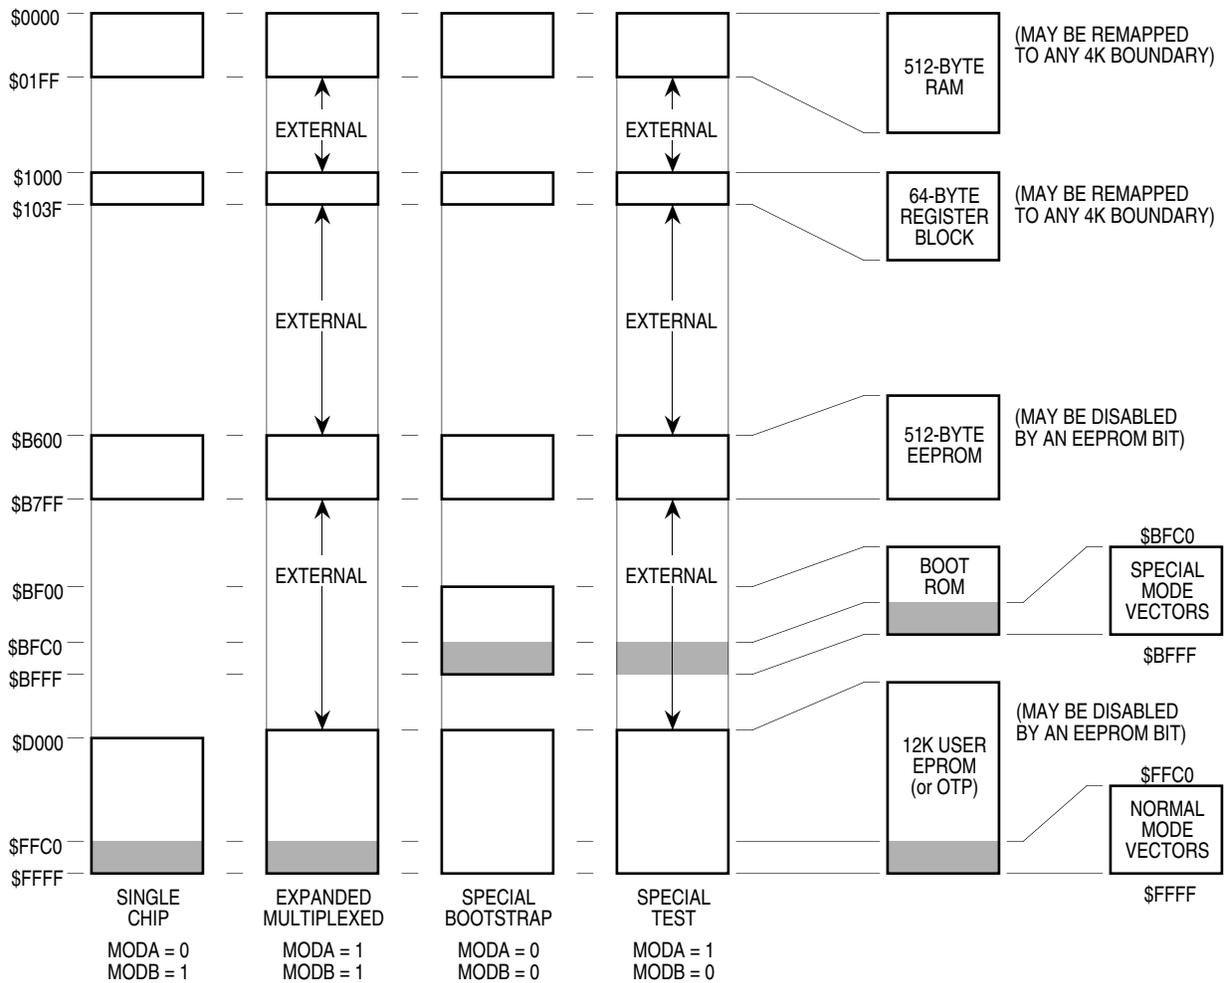 $0000
$01FF
EXTERNAL
EXTERNAL
512-BYTE
RAM
(MAY BE REMAPPED
TO ANY 4K BOUNDARY)
$1000
$103F
64-BYTE
REGISTER
BLOCK
(MAY BE REMAPPED
TO ANY 4K BOUNDARY)
EXTERNAL
EXTERNAL
$B600
$B7FF
512-BYTE
EEPROM
(MAY BE DISABLED
BY AN EEPROM BIT)
EXTERNAL
EXTERNAL
$BF00
$BFC0
$BFFF
BOOT
ROM
$BFC0
SPECIAL
MODE
VECTORS
$BFFF
$D000
$FFC0
$FFFF
12K USER
EPROM
(or OTP)
(MAY BE DISABLED
BY AN EEPROM BIT)
$FFC0
NORMAL
MODE
VECTORS
$FFFF
SINGLE
CHIP
MODA = 0
MODB = 1
EXPANDED
MULTIPLEXED
MODA = 1
MODB = 1
SPECIAL
BOOTSTRAP
MODA = 0
MODB = 0
SPECIAL
TEST
MODA = 1
MODB = 0